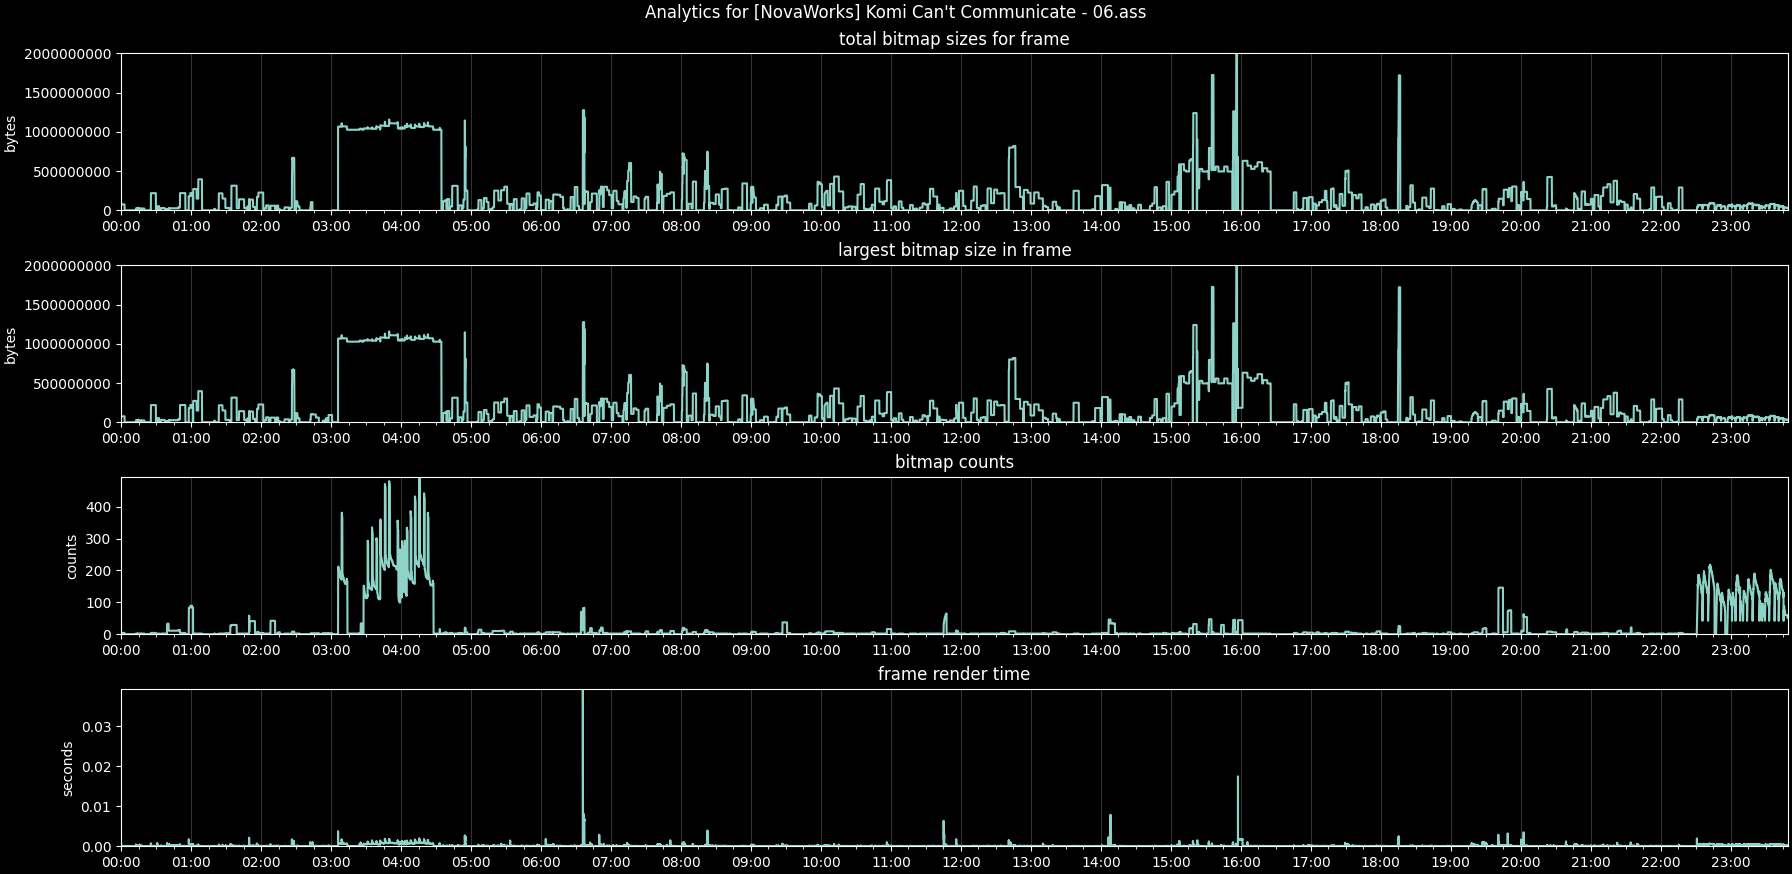 Analytics for [NovaWorks] Komi Can't Communicate - 06.ass
total bitmap sizes for frame
2000000000
1500000000
1000000000
500000000
0
bytes
00:00 01:00 02:00 03:00 04:00 05:00 06:00 07:00 08:00 09:00 10:00 11:00 12:00 13:00 14:00 15:00 16:00 17:00 18:00 19:00 20:00 21:00 22:00 23:00
largest bitmap size in frame
2000000000
1500000000
1000000000
500000000
0
bytes
00:00 01:00 02:00 03:00 04:00 05:00 06:00 07:00 08:00 09:00 10:00 11:00 12:00 13:00 14:00 15:00 16:00 17:00 18:00 19:00 20:00 21:00 22:00 23:00
bitmap counts
400
300
200
100
0
counts
00:00 01:00 02:00 03:00 04:00 05:00 06:00 07:00 08:00 09:00 10:00 11:00 12:00 13:00 14:00 15:00 16:00 17:00 18:00 19:00 20:00 21:00 22:00 23:00
frame render time
0.03
0.02
0.01
0.00
seconds
00:00 01:00 02:00 03:00 04:00 05:00 06:00 07:00 08:00 09:00 10:00 11:00 12:00 13:00 14:00 15:00 16:00 17:00 18:00 19:00 20:00 21:00 22:00 23:00